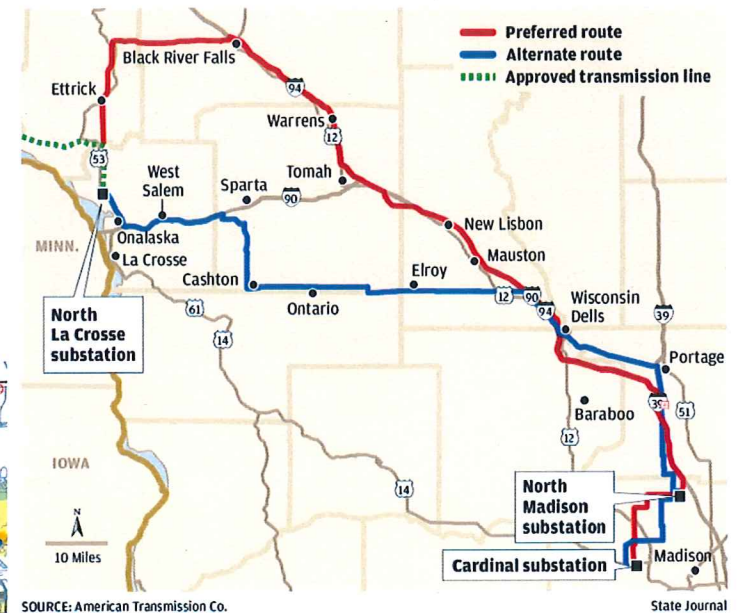 Preferred route
Alternate route
Approved transmission line
Black River Falls
Ettrick
94
Warrens
12
53
West
Salem
Sparta
90
Tomah
New Lisbon
Onalaska
MINN.
La Crosse
Mauston
Cashton
Elroy
Ontario
12
90
94
Wisconsin
Dells
61
North
La Crosse
substation
14
39
Portage
39
51
Baraboo
12
IOWA
14
North
Madison
substation
N
10 Miles
Cardinal substation
Madison
SOURCE: American Transmission Co.
State Journal